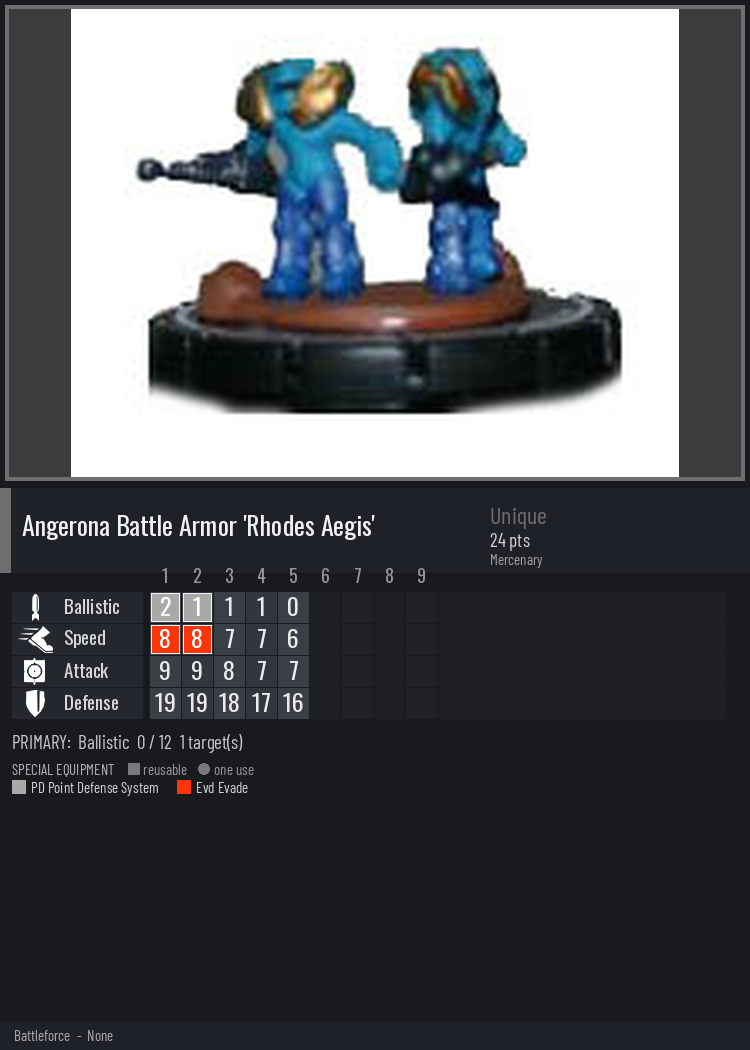 Angerona Battle Armor 'Rhodes Aegis'
Unique
24 pts
Mercenary
1 2 3 4 5 6 7 8 9
Ballistic 2 1 1 1 0
Speed 8 8 7 7 6
Attack 9 9 8 7 7
Defense 19 19 18 17 16
PRIMARY: Ballistic 0 / 12 1 target(s)
SPECIAL EQUIPMENT reusable one use
PD Point Defense System Evd Evade
Battleforce - None